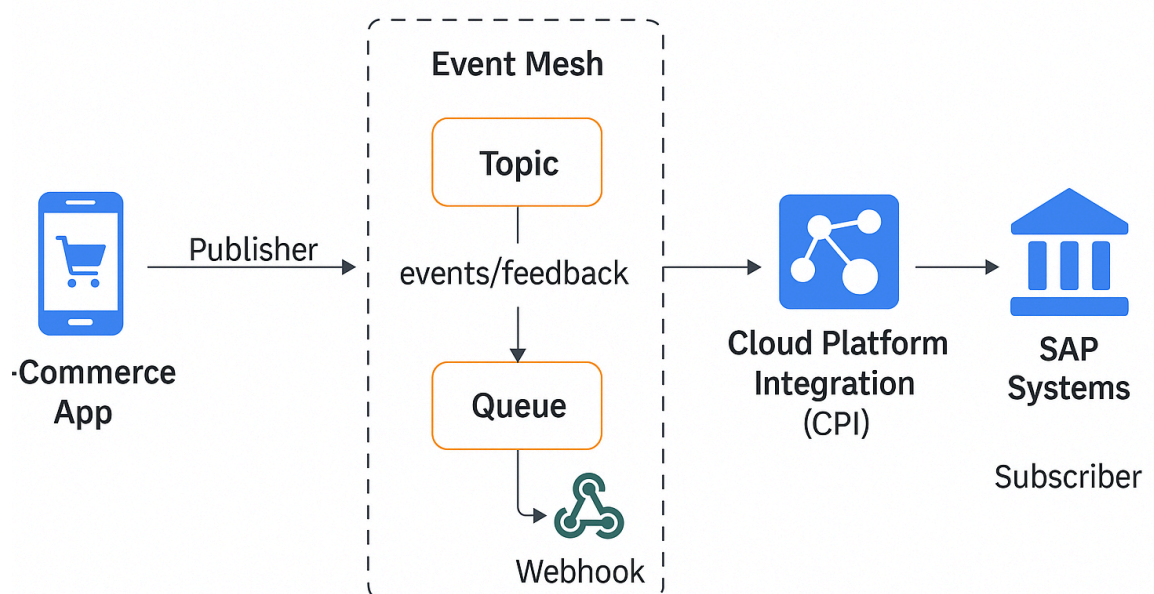 Event Mesh
Topic
Publisher
events/feedback
·Commerce
App
Queue
Webhook
Cloud Platform
Integration
(CPI)
SAP
Systems
Subscriber